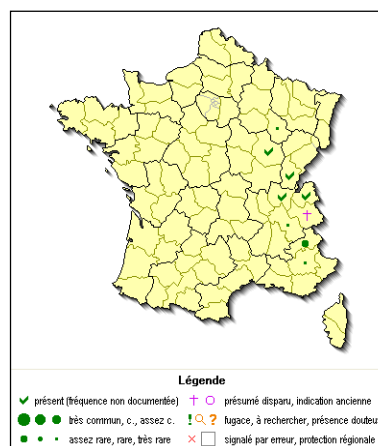 Légende
présent (fréquence non documentée) présumé disparu, indication ancienne
très commun, c., assez c. fugace, à rechercher, présence douteu
assez rare, rare, très rare signalé par erreur, protection régionale